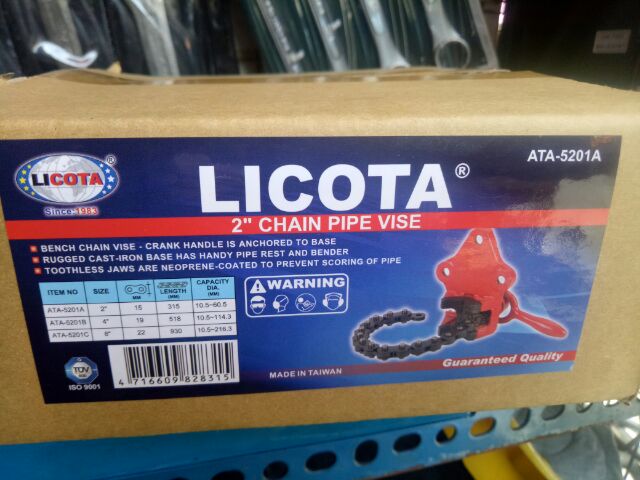 LICOTA®
Since:1983
LICOTA®
ATA-5201A
2" CHAIN PIPE VISE
BENCH CHAIN VISE - CRANK HANDLE IS ANCHORED TO BASE
RUGGED CAST-IRON BASE HAS HANDY PIPE REST AND BENDER
TOOTHLESS JAWS ARE NEOPRENE-COATED TO PREVENT SCORING OF PIPE
ITEM NO SIZE MM LENGTH (MM) CAPACITY DIA. (MM)
ATA-5201A 2" 15 315 10.5~60.5
ATA-5201B 4" 19 518 10.5~114.3
ATA-5201C 8" 22 930 10.5~216.3
WARNING
Guaranteed Quality
TÜV
ISO 9001
4 716609 828315
MADE IN TAIWAN